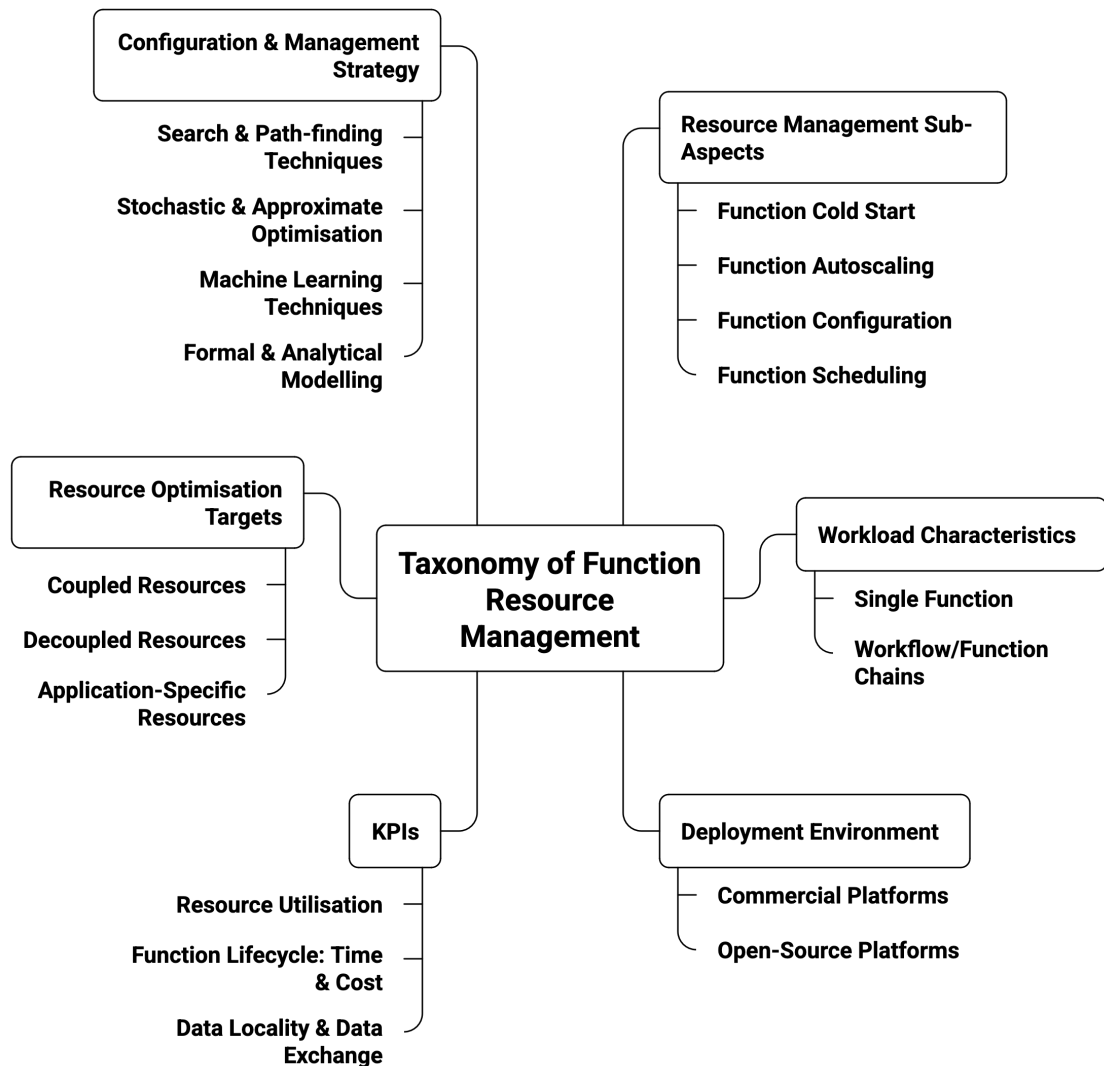 Configuration & Management
Strategy
Search & Path-finding
Techniques
Stochastic & Approximate
Optimisation
Machine Learning
Techniques
Formal & Analytical
Modelling
Resource Management Sub-
Aspects
Function Cold Start
Function Autoscaling
Function Configuration
Function Scheduling
Resource Optimisation
Targets
Coupled Resources
Decoupled Resources
Application-Specific
Resources
Taxonomy of Function
Resource
Management
Workload Characteristics
Single Function
Workflow/Function
Chains
KPIs
Resource Utilisation
Function Lifecycle: Time
& Cost
Data Locality & Data
Exchange
Deployment Environment
Commercial Platforms
Open-Source Platforms